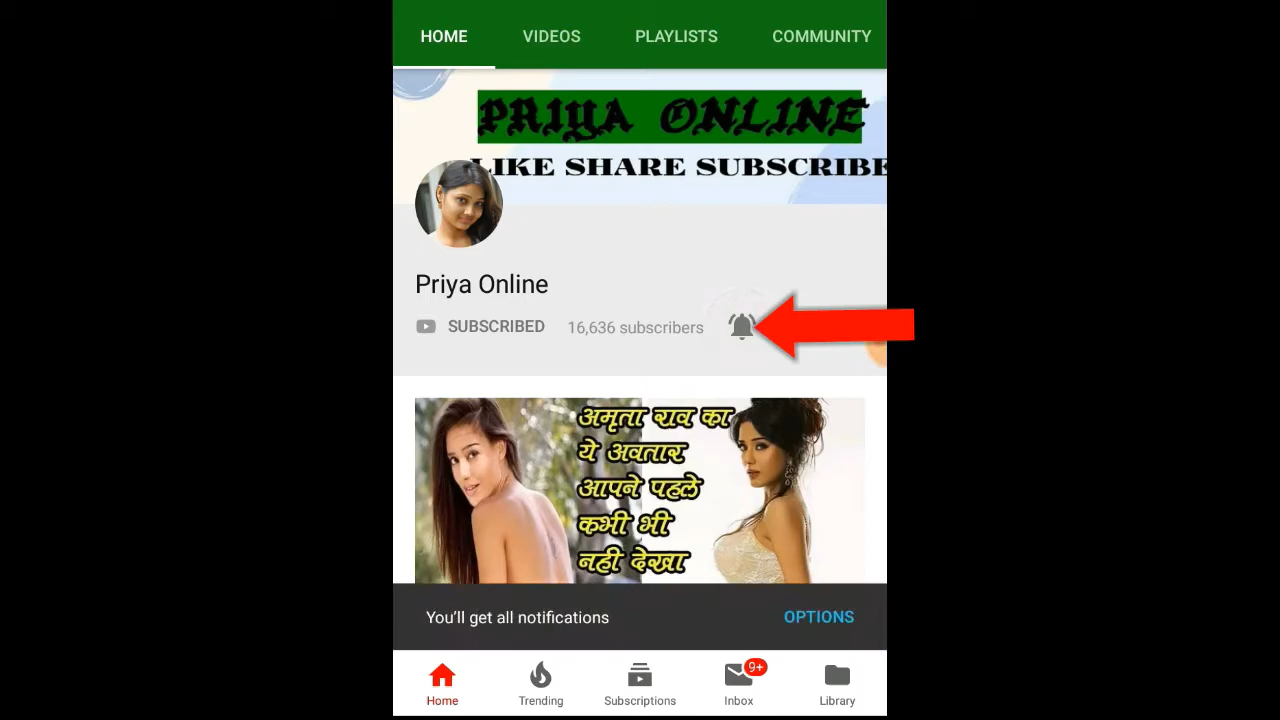 HOME VIDEOS PLAYLISTS COMMUNITY
PRIYA ONLINE
LIKE SHARE SUBSCRIBE
Priya Online
SUBSCRIBED 16,636 subscribers
अमृता राव का
ये अवतार
आपने पहले
कभी भी
नही देखा
You'll get all notifications OPTIONS
9+
Home Trending Subscriptions Inbox Library